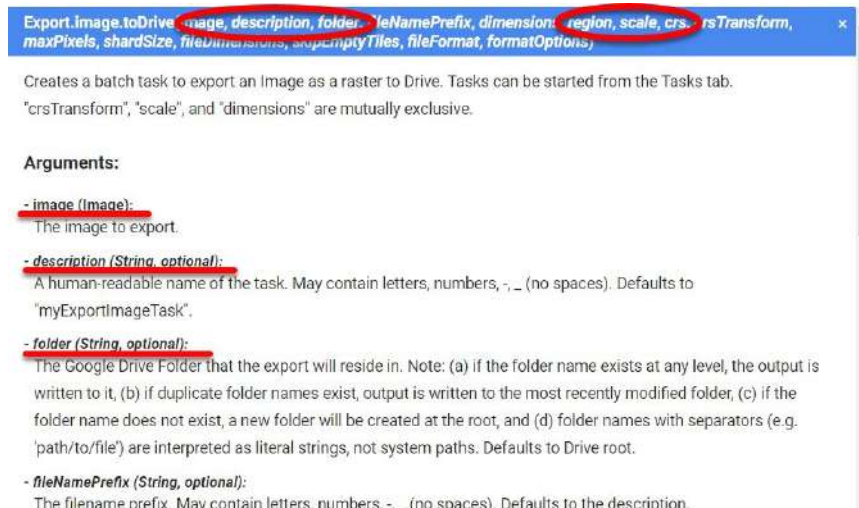 Export.image.toDrive(image, description, folder, fileNamePrefix, dimensions, region, scale, crs, crsTransform, ×
maxPixels, shardSize, fileDimensions, skipEmptyTiles, fileFormat, formatOptions)
Creates a batch task to export an Image as a raster to Drive. Tasks can be started from the Tasks tab.
"crsTransform", "scale", and "dimensions" are mutually exclusive.
Arguments:
- image (Image):
The image to export.
- description (String, optional):
A human-readable name of the task. May contain letters, numbers, -, _ (no spaces). Defaults to
"myExportImageTask".
- folder (String, optional):
The Google Drive Folder that the export will reside in. Note: (a) if the folder name exists at any level, the output is
written to it, (b) if duplicate folder names exist, output is written to the most recently modified folder, (c) if the
folder name does not exist, a new folder will be created at the root, and (d) folder names with separators (e.g.
'path/to/file') are interpreted as literal strings, not system paths. Defaults to Drive root.
- fileNamePrefix (String, optional):
The filename prefix. May contain letters, numbers, -, _ (no spaces). Defaults to the description.